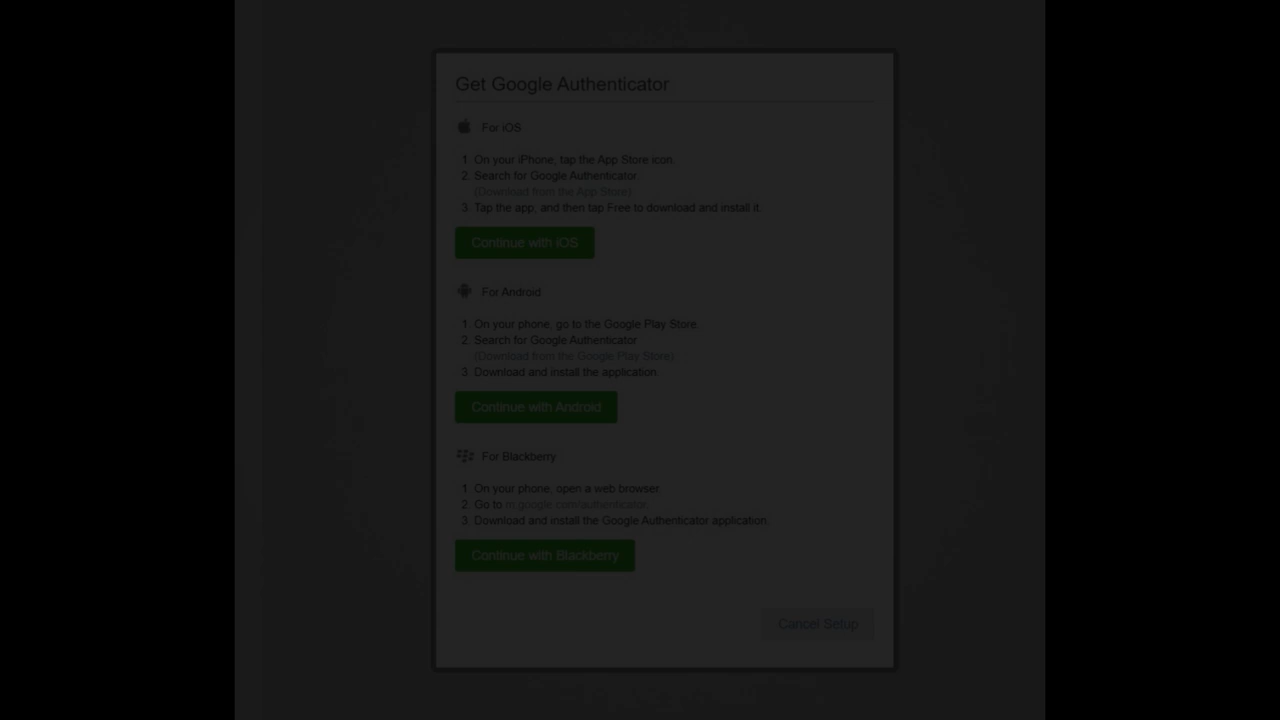 Get Google Authenticator
For iOS
1. On your iPhone, tap the App Store icon.
2. Search for Google Authenticator.
(Download from the App Store).
3. Tap the app, and then tap Free to download and install it.
Continue with iOS
For Android
1. On your phone, go to the Google Play Store.
2. Search for Google Authenticator
(Download from the Google Play Store)
3. Download and install the application.
Continue with Android
For Blackberry
1. On your phone, open a web browser.
2. Go to m.google.com/authenticator.
3. Download and install the Google Authenticator application.
Continue with Blackberry
Cancel Setup